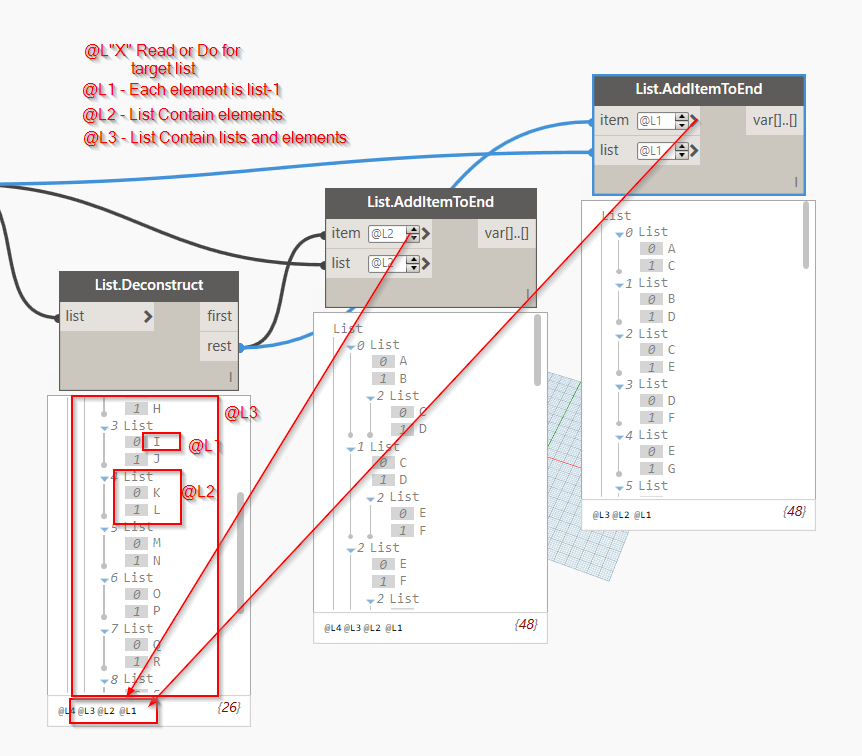 @L"X" Read or Do for
target list
@L1 - Each element is list-1
@L2 - List Contain elements
@L3 - List Contain lists and elements
List.AddItemToEnd
item @L1 var[]..[]
list @L1
l
List
0 List
0 A
1 C
1 List
0 B
1 D
2 List
0 C
1 E
3 List
0 D
1 F
4 List
0 E
1 G
5 List
@L3 @L2 @L1 {48}
List.AddItemToEnd
item @L2 var[]..[]
list @L2
l
List
0 List
0 A
1 B
2 List
0 C
1 D
1 List
0 C
1 D
2 List
0 E
1 F
2 List
0 E
1 F
2 List
@L4 @L3 @L2 @L1 {48}
List.Deconstruct
list first
rest
l
1 H
@L3
3 List
0 I @L1
1 J
4 List
0 K @L2
1 L
5 List
0 M
1 N
6 List
0 O
1 P
7 List
0 Q
1 R
8 List
@L4 @L3 @L2 @L1 {26}